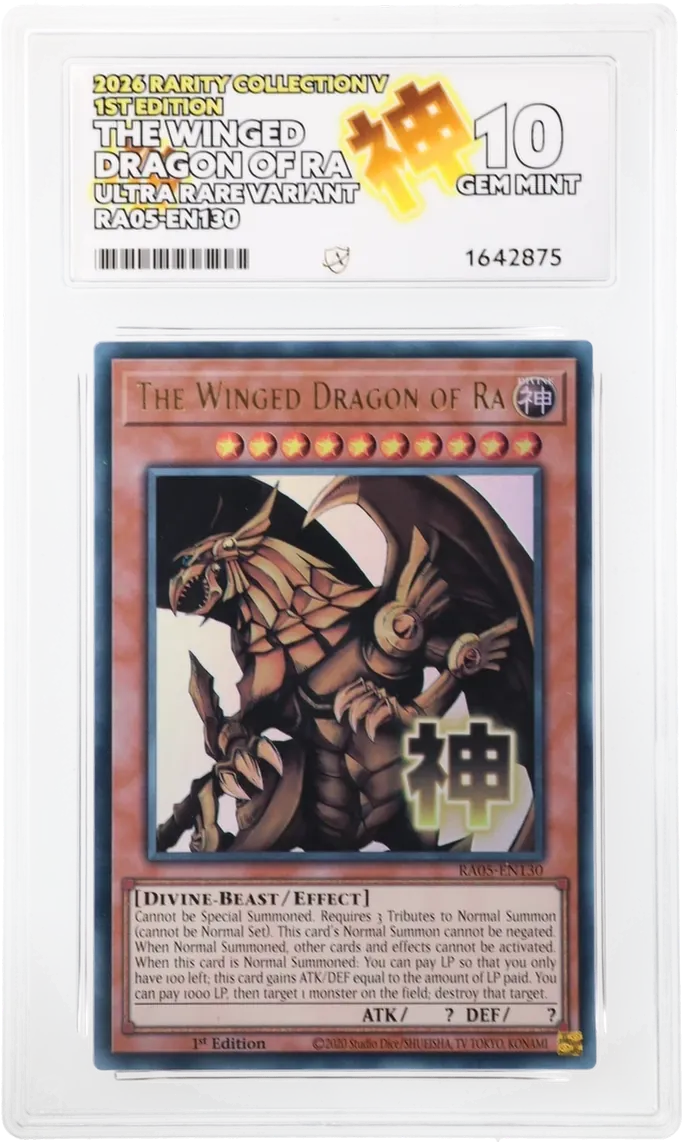 2026 RARITY COLLECTION V
1ST EDITION
THE WINGED
DRAGON OF RA
ULTRA RARE VARIANT
RA05-EN130
神
10
GEM MINT
1642875
THE WINGED DRAGON OF RA
DIVINE
神
神
RA05-EN130
[DIVINE-BEAST/EFFECT]
Cannot be Special Summoned. Requires 3 Tributes to Normal Summon
(cannot be Normal Set). This card's Normal Summon cannot be negated.
When Normal Summoned, other cards and effects cannot be activated.
When this card is Normal Summoned: You can pay LP so that you only
have 100 left; this card gains ATK/DEF equal to the amount of LP paid. You
can pay 1000 LP, then target 1 monster on the field; destroy that target.
ATK/ ? DEF/ ?
1st Edition
©2020 Studio Dice/SHUEISHA, TV TOKYO, KONAMI